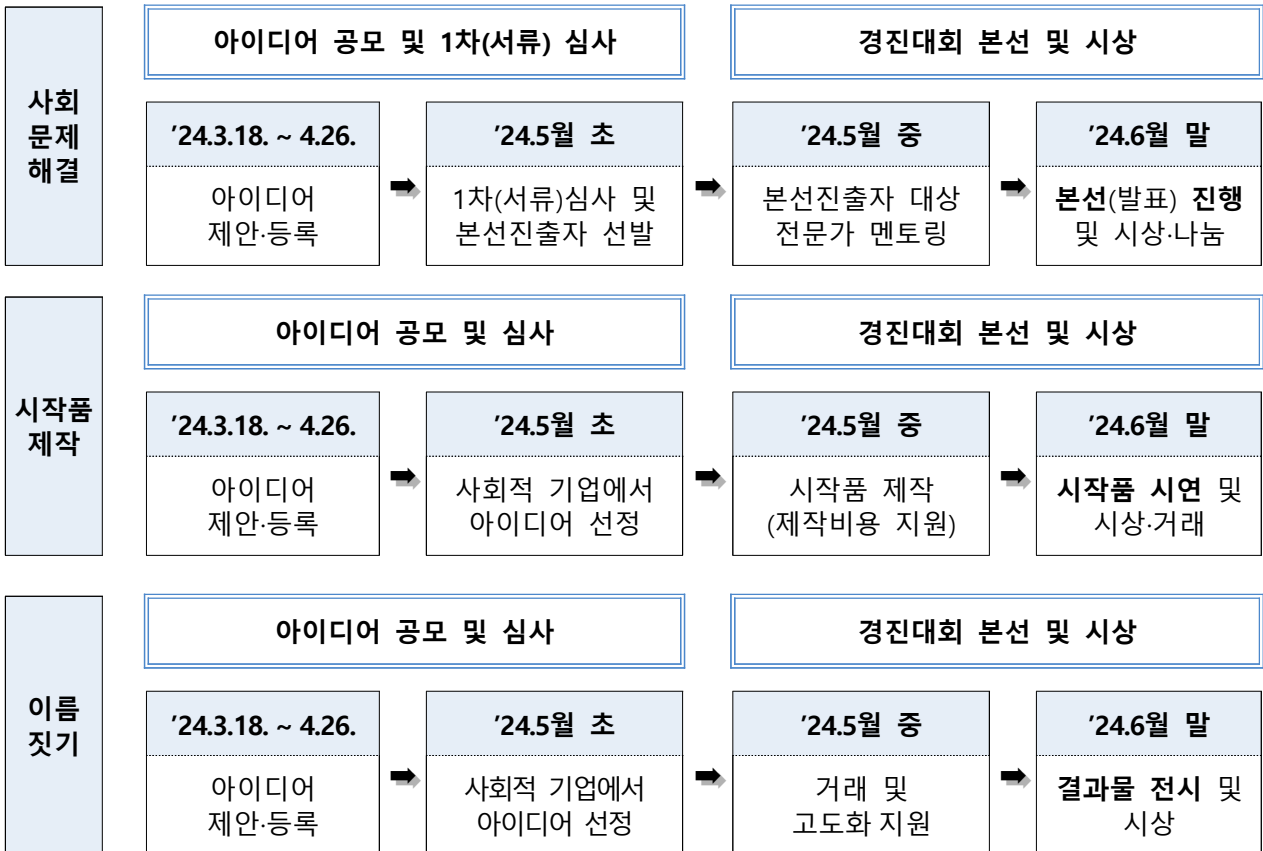 사회
문제
해결
아이디어 공모 및 1차(서류) 심사
경진대회 본선 및 시상
’24.3.18. ~ 4.26.
아이디어
제안·등록
’24.5월 초
1차(서류)심사 및
본선진출자 선발
’24.5월 중
본선진출자 대상
전문가 멘토링
’24.6월 말
본선(발표) 진행
및 시상·나눔
시작품
제작
아이디어 공모 및 심사
경진대회 본선 및 시상
’24.3.18. ~ 4.26.
아이디어
제안·등록
’24.5월 초
사회적 기업에서
아이디어 선정
’24.5월 중
시작품 제작
(제작비용 지원)
’24.6월 말
시작품 시연 및
시상·거래
이름
짓기
아이디어 공모 및 심사
경진대회 본선 및 시상
’24.3.18. ~ 4.26.
아이디어
제안·등록
’24.5월 초
사회적 기업에서
아이디어 선정
’24.5월 중
거래 및
고도화 지원
’24.6월 말
결과물 전시 및
시상